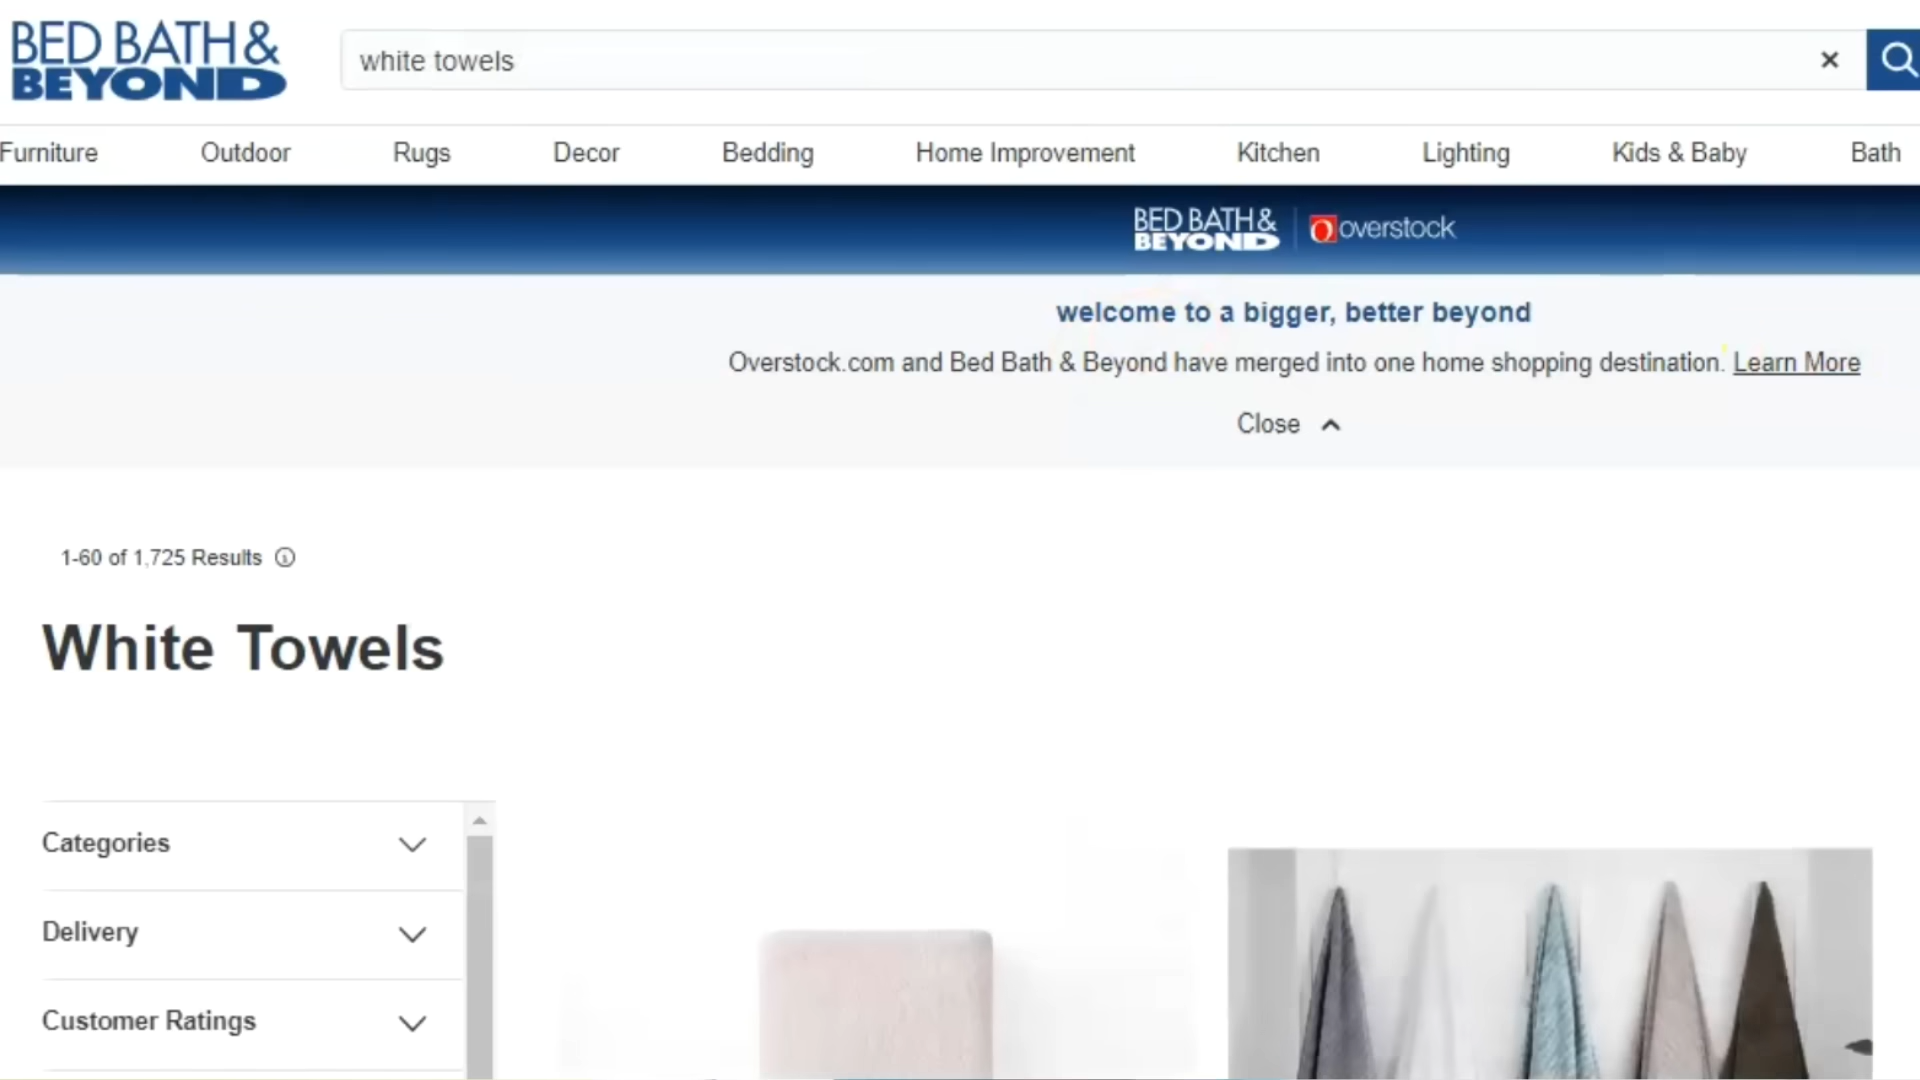 BED BATH &
BEYOND
white towels
Furniture Outdoor Rugs Decor Bedding Home Improvement Kitchen Lighting Kids & Baby Bath
BED BATH &
BEYOND
overstock
welcome to a bigger, better beyond
Overstock.com and Bed Bath & Beyond have merged into one home shopping destination. Learn More
Close
1-60 of 1,725 Results
White Towels
Categories
Delivery
Customer Ratings